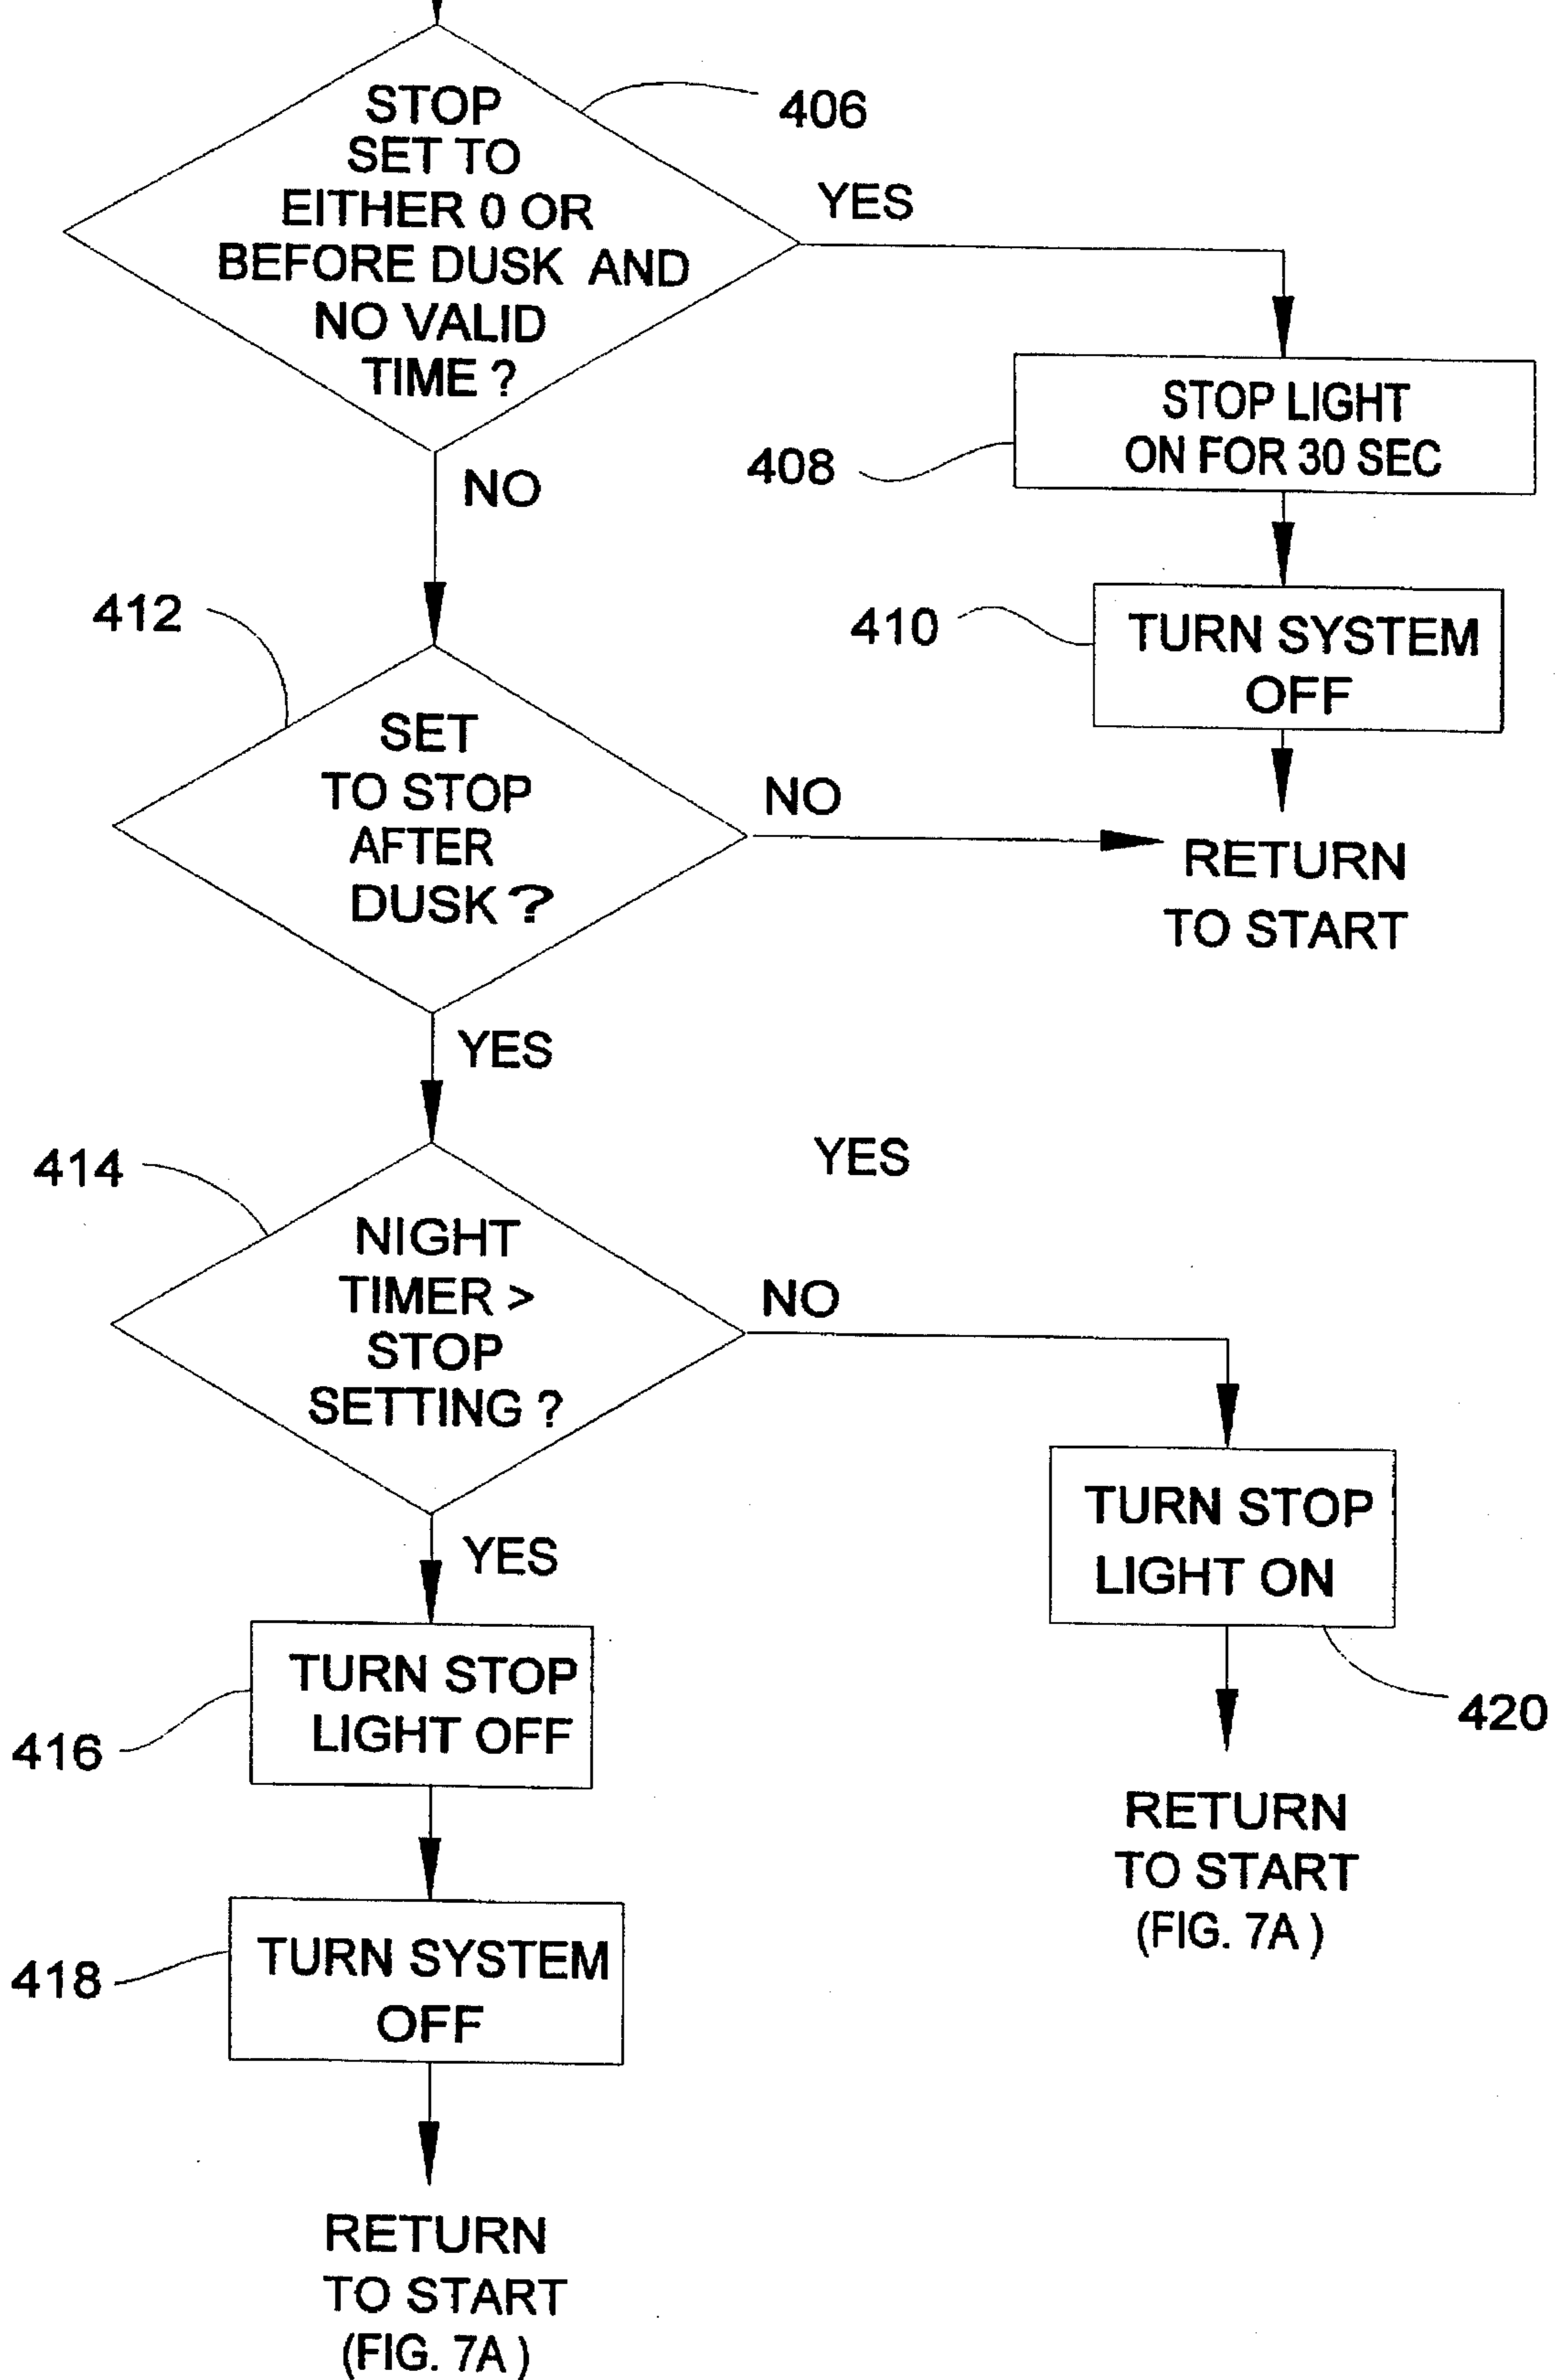 STOP
SET TO
EITHER 0 OR
BEFORE DUSK AND
NO VALID
TIME ?
406
YES
STOP LIGHT
ON FOR 30 SEC
408
NO
TURN SYSTEM
OFF
410
412
SET
TO STOP
AFTER
DUSK ?
NO
RETURN
TO START
YES
414
YES
NIGHT
TIMER >
STOP
SETTING ?
NO
TURN STOP
LIGHT ON
420
YES
TURN STOP
LIGHT OFF
416
RETURN
TO START
(FIG. 7A )
TURN SYSTEM
OFF
418
RETURN
TO START
(FIG. 7A )